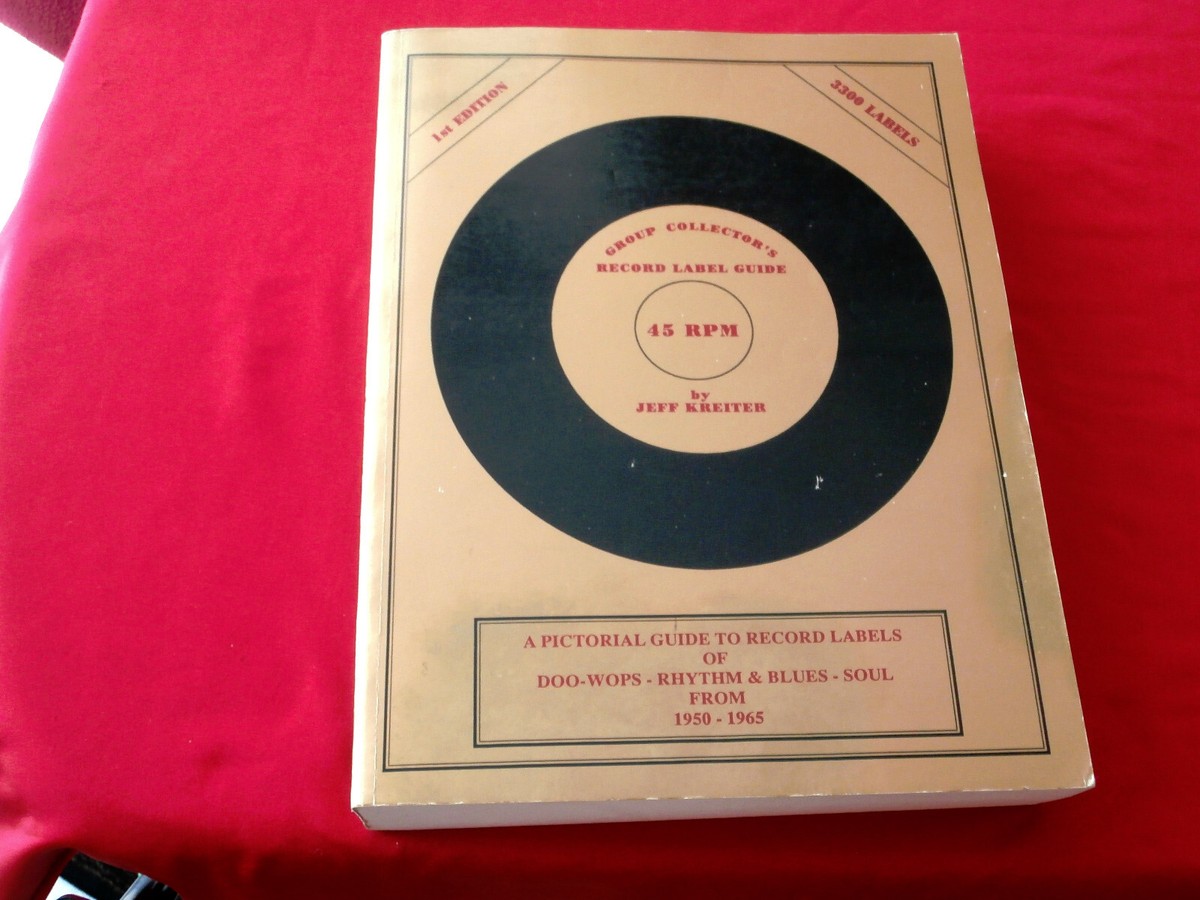 1st EDITION
3300 LABELS
GROUP COLLECTOR'S
RECORD LABEL GUIDE
45 RPM
by
JEFF KREITER
A PICTORIAL GUIDE TO RECORD LABELS
OF
DOO-WOPS - RHYTHM & BLUES - SOUL
FROM
1950 - 1965